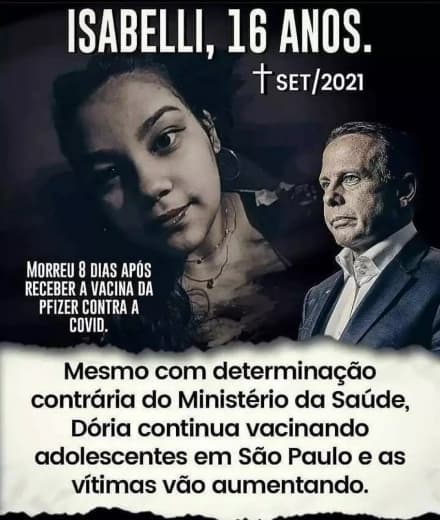 ISABELLI, 16 ANOS.
† SET/2021
MORREU 8 DIAS APÓS
RECEBER A VACINA DA
PFIZER CONTRA A
COVID.
Mesmo com determinação
contrária do Ministério da Saúde,
Dória continua vacinando
adolescentes em São Paulo e as
vítimas vão aumentando.